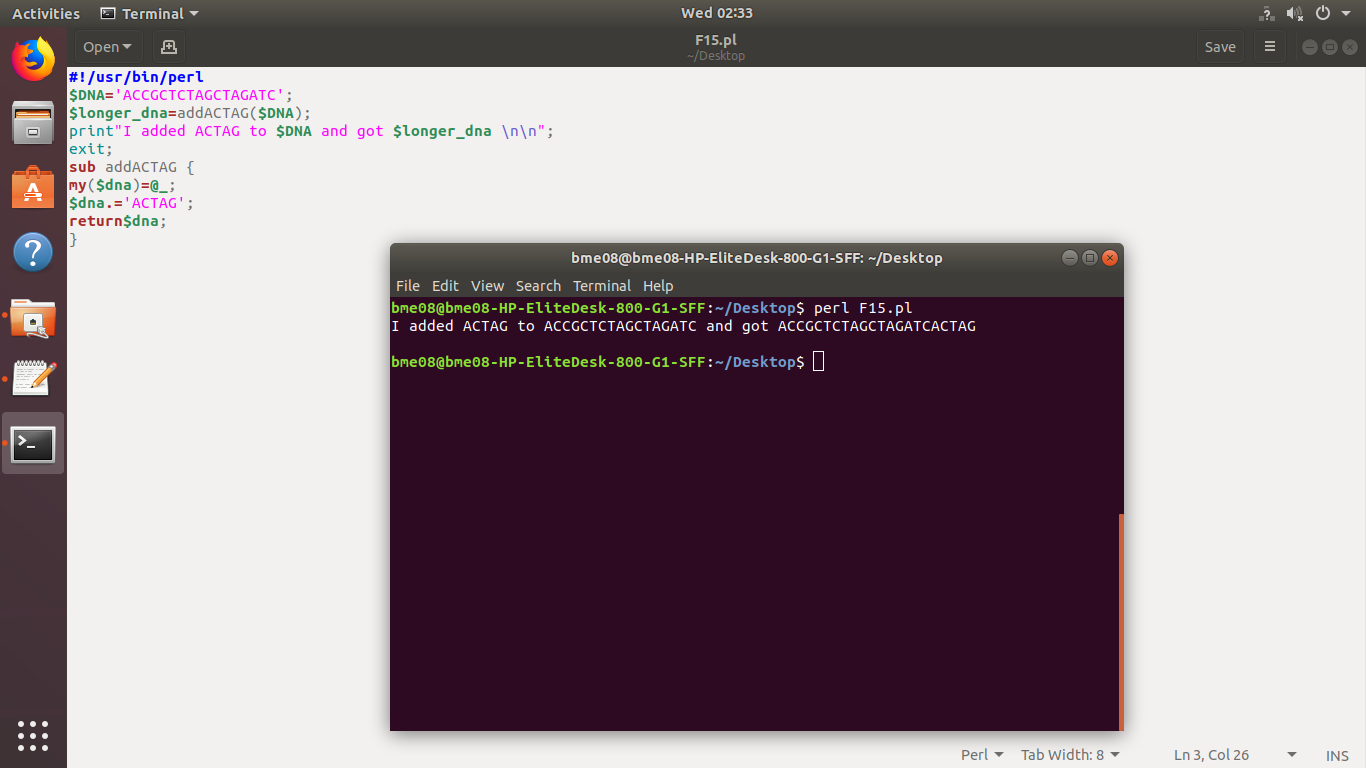 Activities Terminal Wed 02:33
Open F15.pl Save
~/Desktop
#!/usr/bin/perl
$DNA='ACCGCTCTAGCTAGATC';
$longer_dna=addACTAG($DNA);
print"I added ACTAG to $DNA and got $longer_dna \n\n";
exit;
sub addACTAG {
my($dna)=@_;
$dna.='ACTAG';
return$dna;
}
bme08@bme08-HP-EliteDesk-800-G1-SFF: ~/Desktop
File Edit View Search Terminal Help
bme08@bme08-HP-EliteDesk-800-G1-SFF:~/Desktop$ perl F15.pl
I added ACTAG to ACCGCTCTAGCTAGATC and got ACCGCTCTAGCTAGATCACTAG
bme08@bme08-HP-EliteDesk-800-G1-SFF:~/Desktop$
Perl Tab Width: 8 Ln 3, Col 26 INS